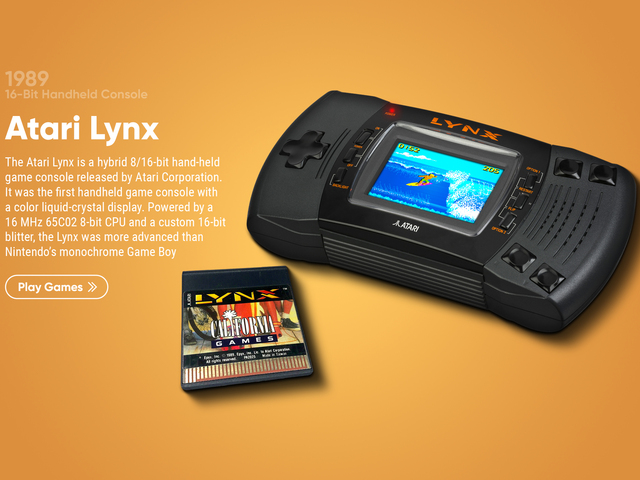 1989
16-Bit Handheld Console
Atari Lynx
The Atari Lynx is a hybrid 8/16-bit hand-held
game console released by Atari Corporation.
It was the first handheld game console with
a color liquid-crystal display. Powered by a
16 MHz 65C02 8-bit CPU and a custom 16-bit
blitter, the Lynx was more advanced than
Nintendo's monochrome Game Boy
Play Games
LYNX
ATARI
LYNX
CALIFORNIA
GAMES